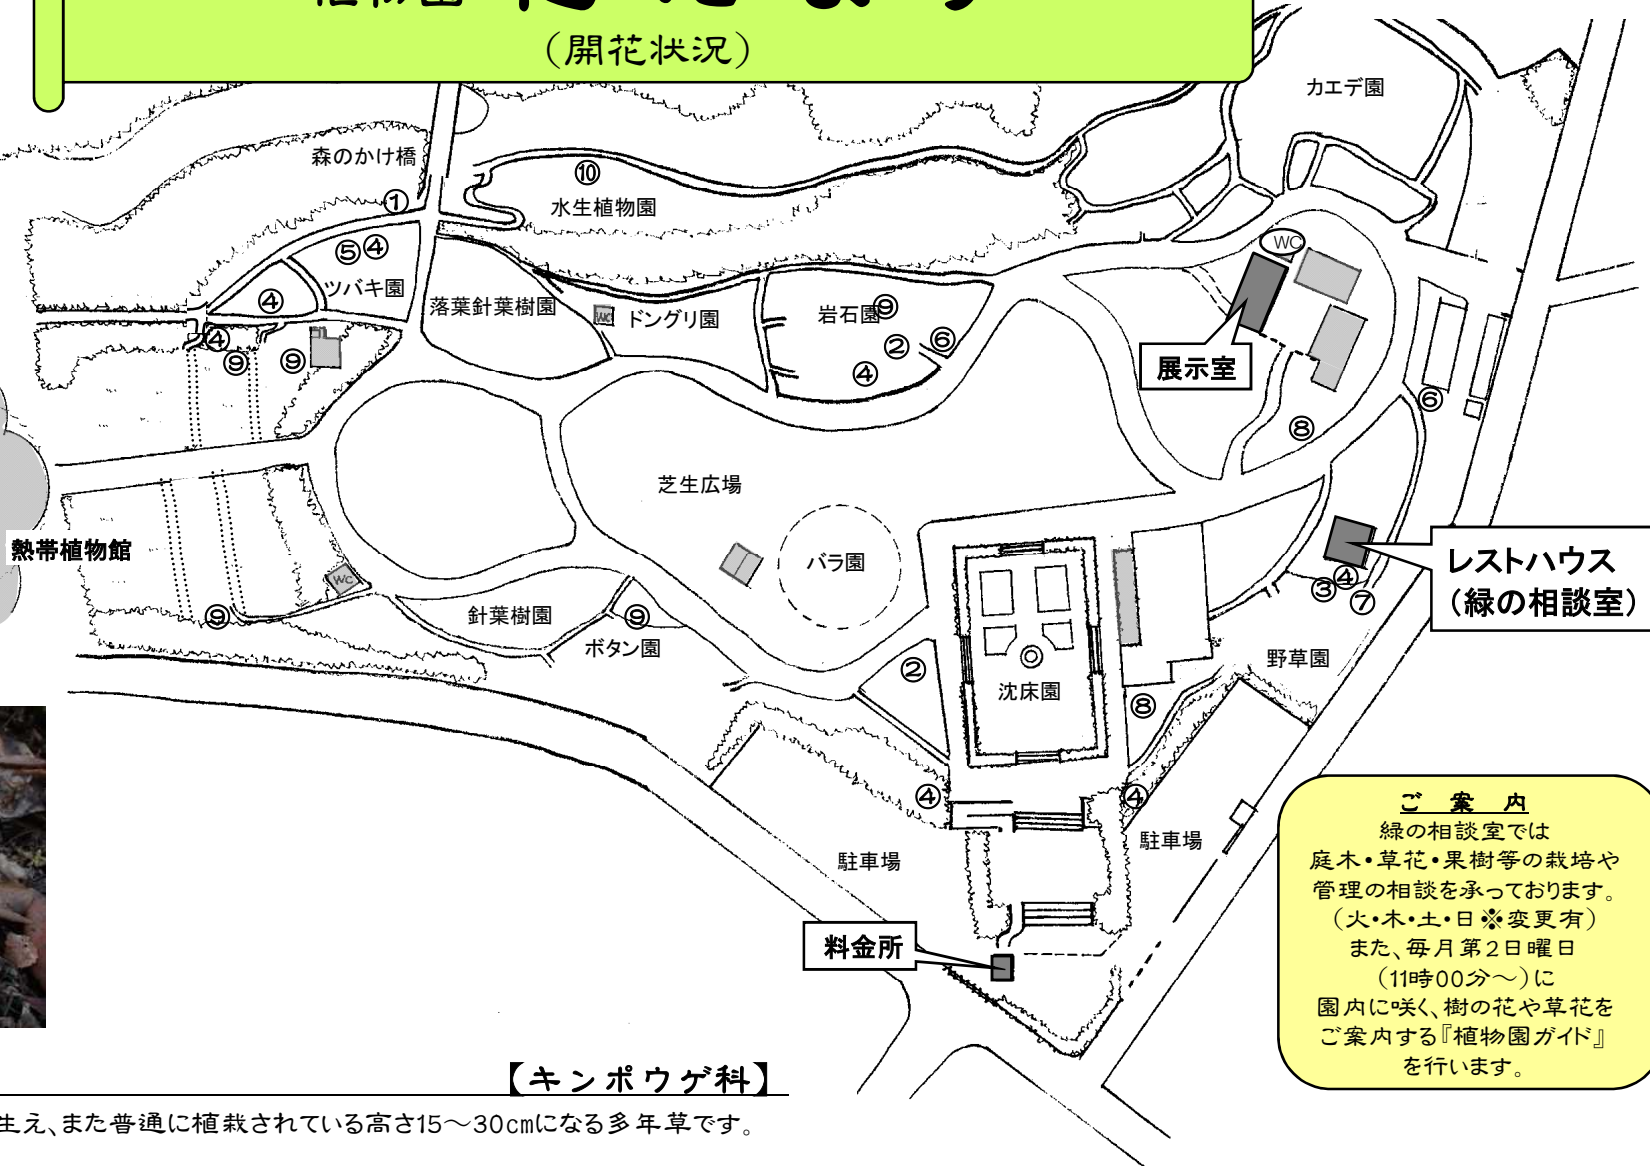 植物園
(開花状況)
カエデ園
森のかけ橋
⑩
水生植物園
①
⑤④
WC
ツバキ園
④
落葉針葉樹園
WC
ドングリ園
岩石園⑨
②
⑥
④
④
⑨
⑨
展示室
⑥
⑧
芝生広場
熱帯植物館
バラ園
レストハウス
(緑の相談室)
WC
③④⑦
⑨
針葉樹園
⑨
ボタン園
②
沈床園
野草園
⑧
④
④
駐車場
駐車場
料金所
ご案内
緑の相談室では
庭木・草花・果樹等の栽培や
管理の相談を承っております。
(火・木・土・日※変更有)
また、毎月第2日曜日
(11時00分～)に
園内に咲く、樹の花や草花を
ご案内する『植物園ガイド』
を行います。
【キンポウゲ科】
生え、また普通に植栽されている高さ15～30cmになる多年草です。